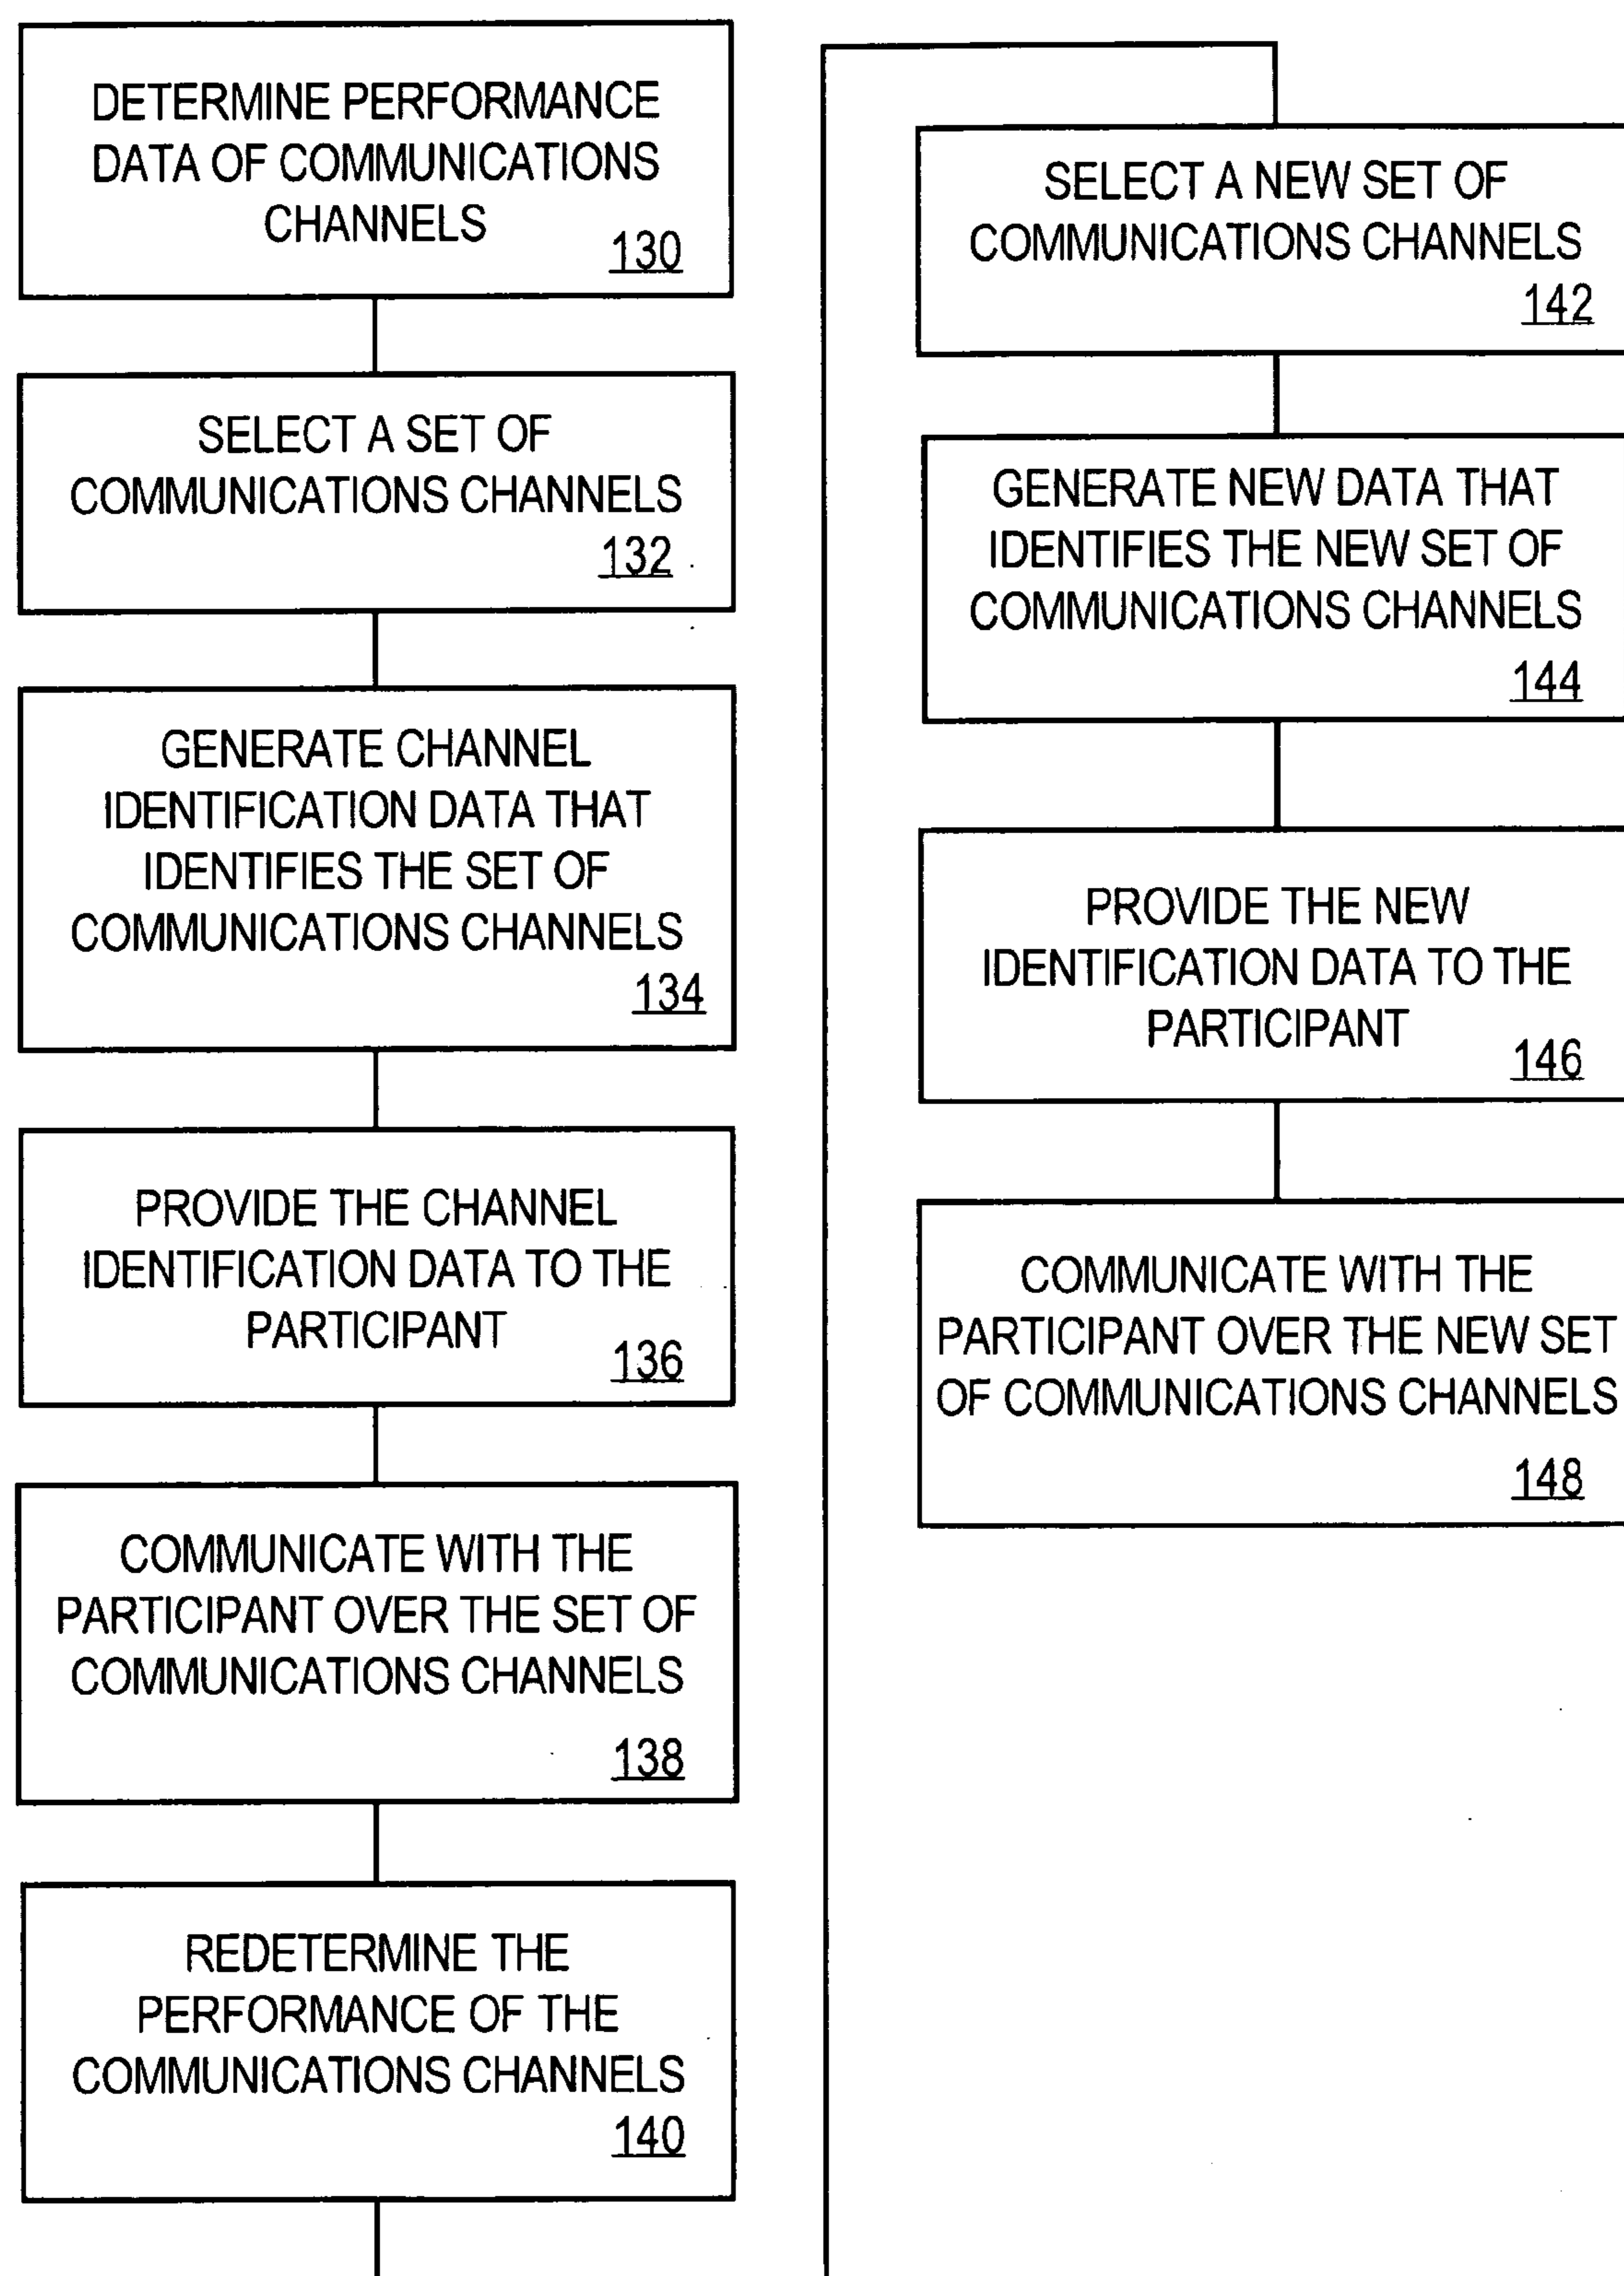 DETERMINE PERFORMANCE
DATA OF COMMUNICATIONS
CHANNELS
130
SELECT A SET OF
COMMUNICATIONS CHANNELS
132
GENERATE CHANNEL
IDENTIFICATION DATA THAT
IDENTIFIES THE SET OF
COMMUNICATIONS CHANNELS
134
PROVIDE THE CHANNEL
IDENTIFICATION DATA TO THE
PARTICIPANT
136
COMMUNICATE WITH THE
PARTICIPANT OVER THE SET OF
COMMUNICATIONS CHANNELS
138
REDETERMINE THE
PERFORMANCE OF THE
COMMUNICATIONS CHANNELS
140
SELECT A NEW SET OF
COMMUNICATIONS CHANNELS
142
GENERATE NEW DATA THAT
IDENTIFIES THE NEW SET OF
COMMUNICATIONS CHANNELS
144
PROVIDE THE NEW
IDENTIFICATION DATA TO THE
PARTICIPANT
146
COMMUNICATE WITH THE
PARTICIPANT OVER THE NEW SET
OF COMMUNICATIONS CHANNELS
148